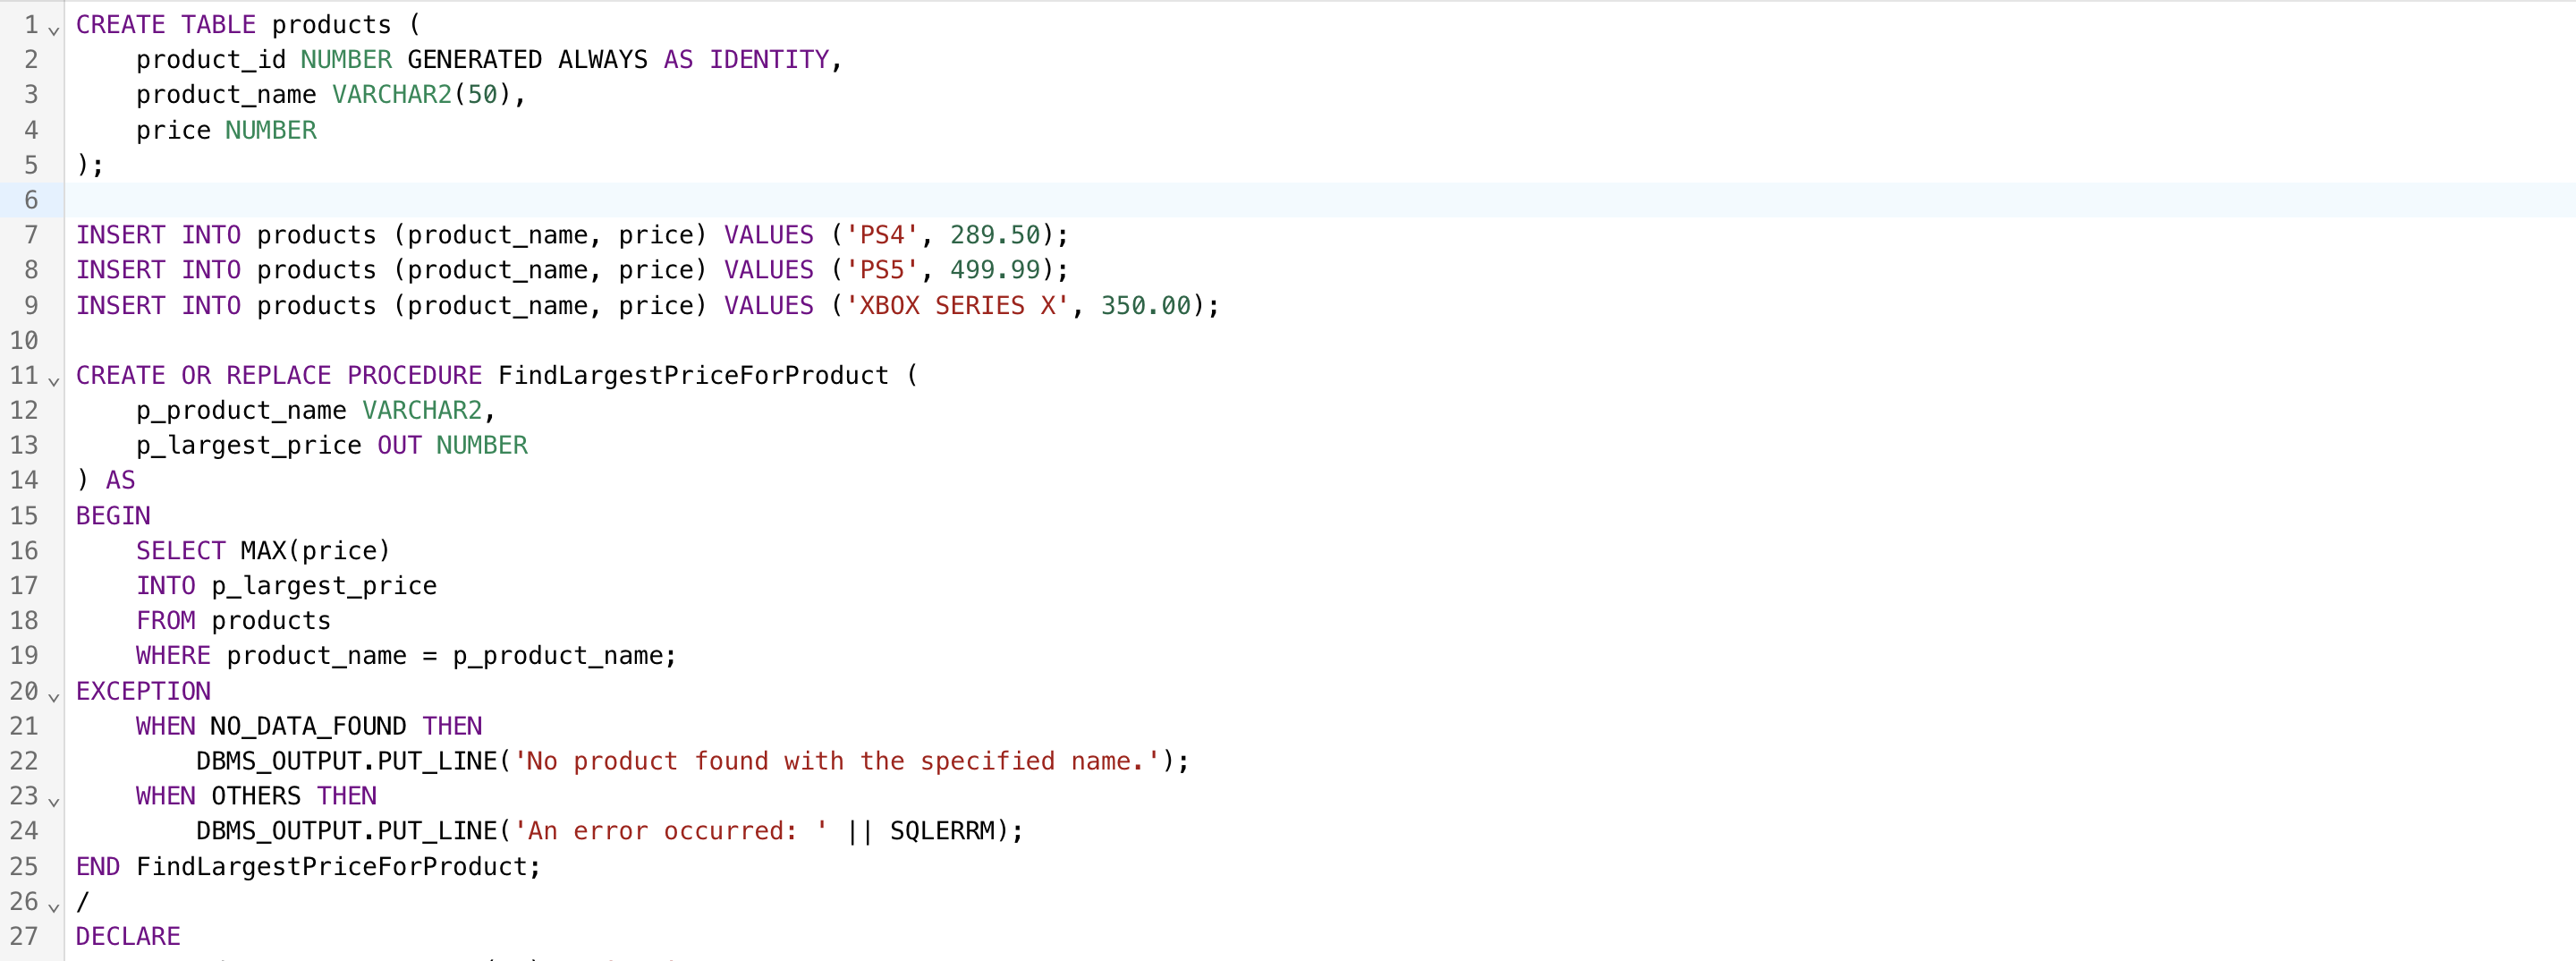 1 CREATE TABLE products (
2     product_id NUMBER GENERATED ALWAYS AS IDENTITY,
3     product_name VARCHAR2(50),
4     price NUMBER
5 );
6
7 INSERT INTO products (product_name, price) VALUES ('PS4', 289.50);
8 INSERT INTO products (product_name, price) VALUES ('PS5', 499.99);
9 INSERT INTO products (product_name, price) VALUES ('XBOX SERIES X', 350.00);
10
11 CREATE OR REPLACE PROCEDURE FindLargestPriceForProduct (
12     p_product_name VARCHAR2,
13     p_largest_price OUT NUMBER
14 ) AS
15 BEGIN
16     SELECT MAX(price)
17     INTO p_largest_price
18     FROM products
19     WHERE product_name = p_product_name;
20 EXCEPTION
21     WHEN NO_DATA_FOUND THEN
22         DBMS_OUTPUT.PUT_LINE('No product found with the specified name.');
23     WHEN OTHERS THEN
24         DBMS_OUTPUT.PUT_LINE('An error occurred: ' || SQLERRM);
25 END FindLargestPriceForProduct;
26 /
27 DECLARE